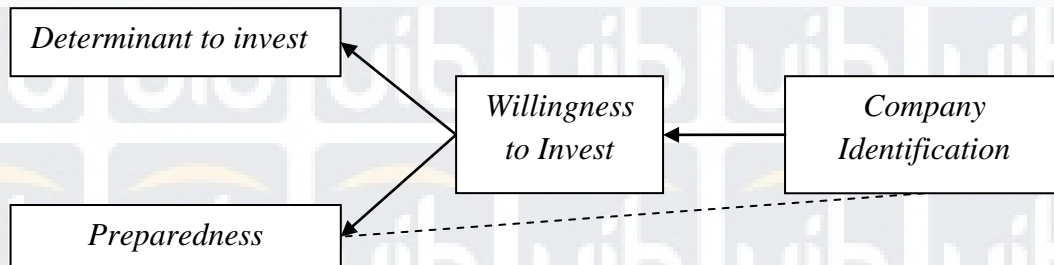 Determinant to invest
Willingness
to Invest
Company
Identification
Preparedness